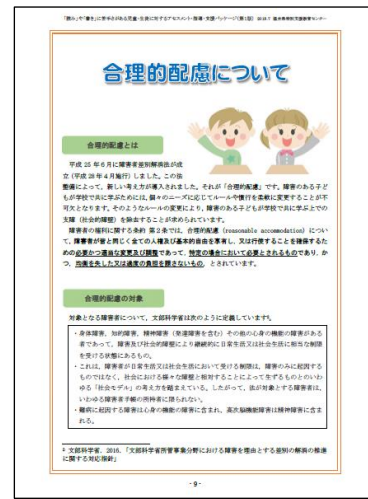 「読み」や「書き」に苦手さがある児童・生徒に対するアセスメント・指導・支援パッケージ(第1版) 2018.7
合理的配慮について
合理的配慮とは
平成 25 年6月に障害者差別解消法が成
立(平成 28 年4月施行)しました。この法
整備によって、新しい考え方が導入されました。それが「合理的配慮」です。障害のある子ど
もが学校で共に学ぶためには、個々のニーズに応じてルールや慣行を柔軟に変更することが不
可欠となります。そのようなルールの変更により、障害のある子どもが学校で共に学ぶ上での
支障(社会的障壁)を除去することが求められています。
障害者の権利に関する条約 第2条では、合理的配慮(reasonable accommodation)につい
て、障害者が皆と同じく全ての人権及び基本的自由を享有し、又は行使することを確保するた
めの必要かつ適当な変更及び調整であって、特定の場合において必要とされるものであり、か
つ、均衡を失した又は過度の負担を課さないもの、とされています。
合理的配慮の対象
対象となる障害者について、文部科学省は次のように定義しています。
・身体障害、知的障害、精神障害(発達障害を含む)その他の心身の機能の障害がある
者であって、障害及び社会的障壁により継続的に日常生活又は社会生活に相当な制限
を受ける状態にあるもの。
・これは、障害者が日常生活又は社会生活において受ける制限は、障害のみに起因する
ものではなく、社会における様々な障壁と相対することによって生ずるものとのいわ
ゆる「社会モデル」の考え方を踏まえている。したがって、法が対象とする障害者は、
いわゆる障害者手帳の所持者に限られない。
・難病に起因する障害は心身の機能の障害に含まれ、高次脳機能障害は精神障害に含ま
れる。
文部科学省, 2016, 「文部科学省所管事業分野における障害を理由とする差別の解消の推進
に関する対応指針」
- 9 -